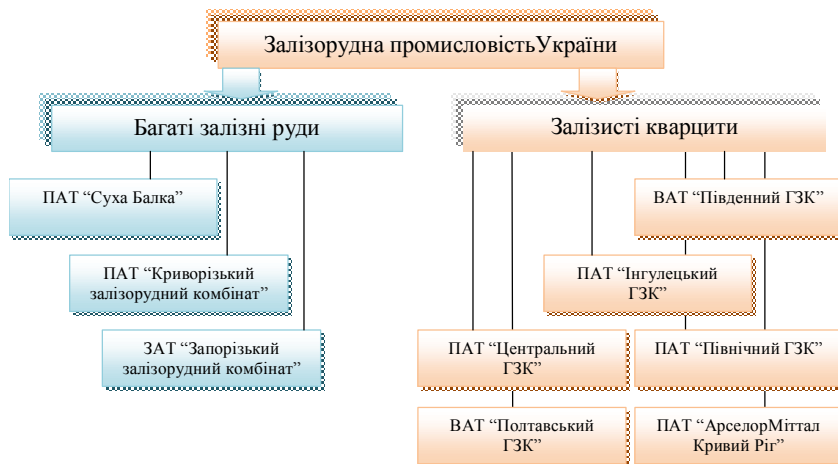 Залізорудна промисловістьУкраїни
Багаті залізні руди
Залізисті кварцити
ПАТ “Суха Балка”
ВАТ “Південний ГЗК”
ПАТ “Криворізький
залізорудний комбінат”
ПАТ “Інгулецький
ГЗК”
ЗАТ “Запорізький
залізорудний комбінат”
ПАТ “Центральний
ГЗК”
ПАТ “Північний ГЗК”
ВАТ “Полтавський
ГЗК”
ПАТ “АрселорМіттал
Кривий Ріг”